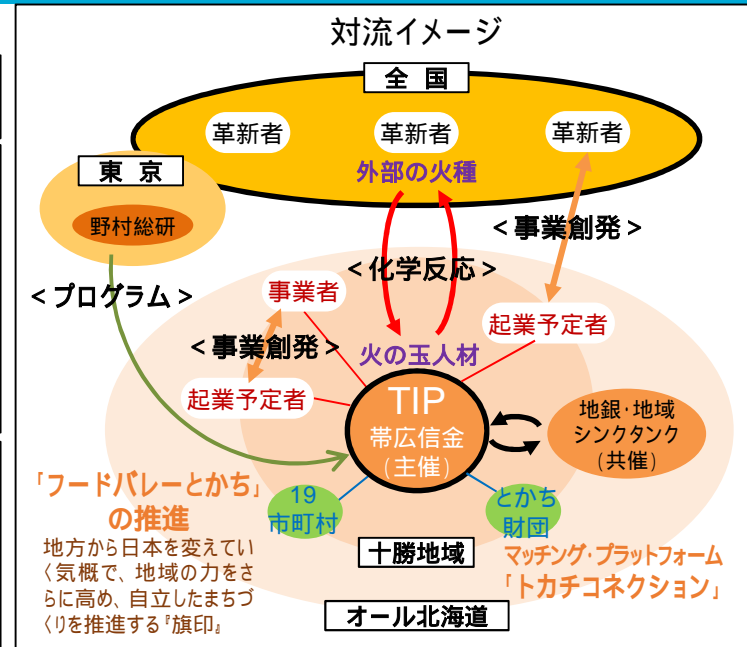 対流イメージ
全 国
革新者
革新者
革新者
外部の火種
東 京
野村総研
<事業創発>
<化学反応>
<プログラム>
事業者
起業予定者
<事業創発>
火の玉人材
起業予定者
TIP
帯広信金
(主催)
地銀・地域
シンクタンク
(共催)
「フードバレーとかち」
の推進
19
市町村
とかち
財団
地方から日本を変えてい
く気概で、地域の力をさ
らに高め、自立したまちづ
くりを推進する『旗印』
十勝地域
マッチング・プラットフォーム
「トカチコネクション」
オール北海道